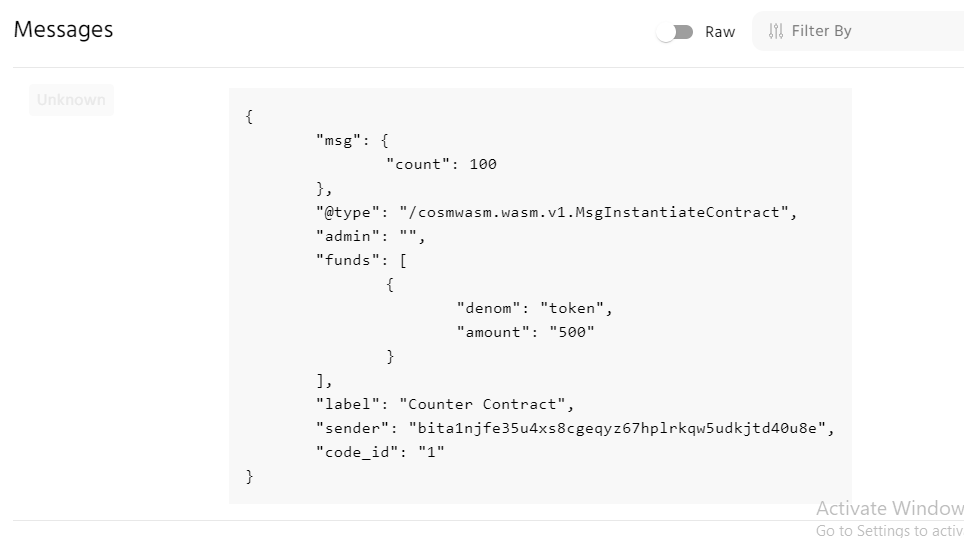 Messages
Raw
Filter By
Unknown
{
"msg": {
"count": 100
},
"@type": "/cosmwasm.wasm.v1.MsgInstantiateContract",
"admin": "",
"funds": [
{
"denom": "token",
"amount": "500"
}
],
"label": "Counter Contract",
"sender": "bita1njfe35u4xs8cgeqyz67hplrkqw5udkjtd40u8e",
"code_id": "1"
}
Activate Window
Go to Settings to activ